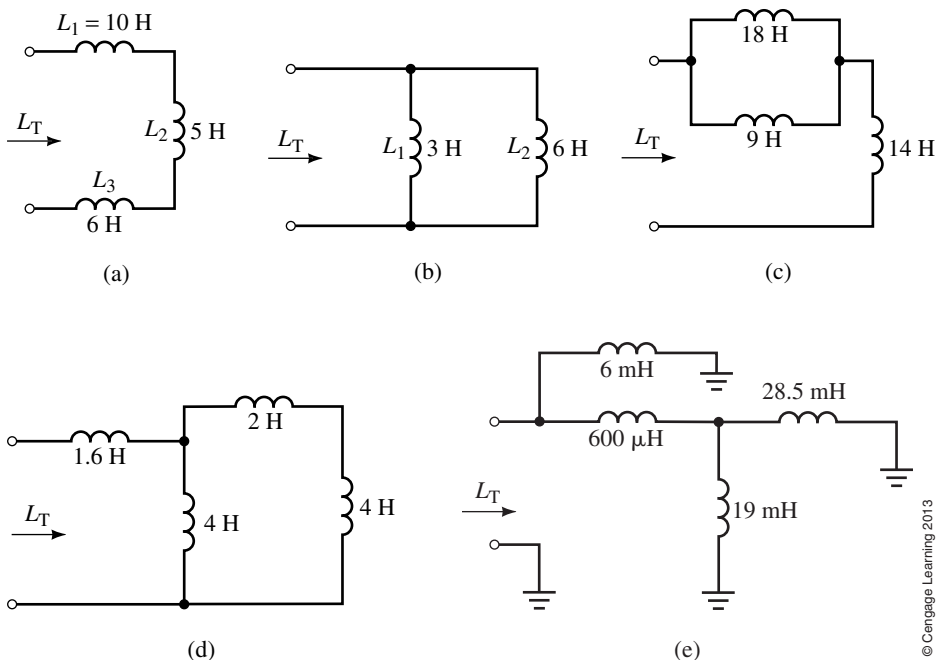 L1 = 10 H
LT
L2 5 H
L3
6 H
(a)
LT
L1 3 H
L2 6 H
(b)
18 H
9 H
LT
14 H
(c)
2 H
1.6 H
LT
4 H
4 H
(d)
6 mH
28.5 mH
600 μH
LT
19 mH
(e)
© Cengage Learning 2013